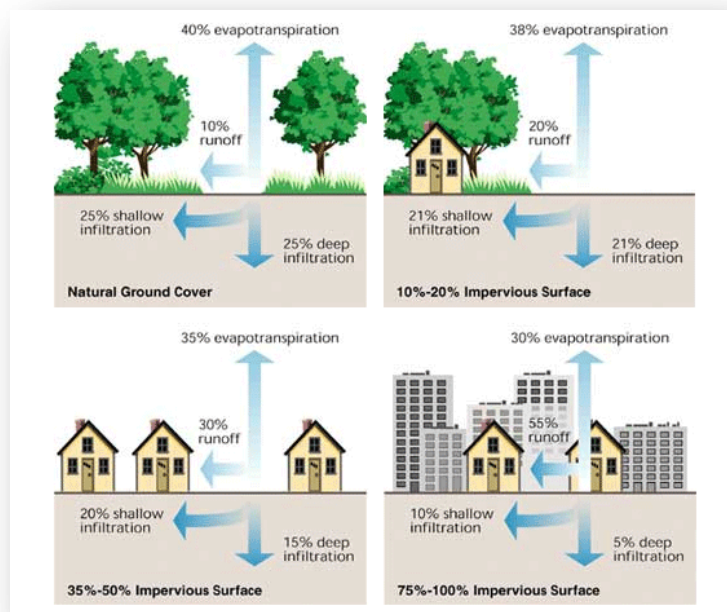 40% evapotranspiration
10%
runoff
25% shallow
infiltration
25% deep
infiltration
Natural Ground Cover
38% evapotranspiration
20%
runoff
21% shallow
infiltration
21% deep
infiltration
10%-20% Impervious Surface
35% evapotranspiration
30%
runoff
20% shallow
infiltration
15% deep
infiltration
35%-50% Impervious Surface
30% evapotranspiration
55%
runoff
10% shallow
infiltration
5% deep
infiltration
75%-100% Impervious Surface